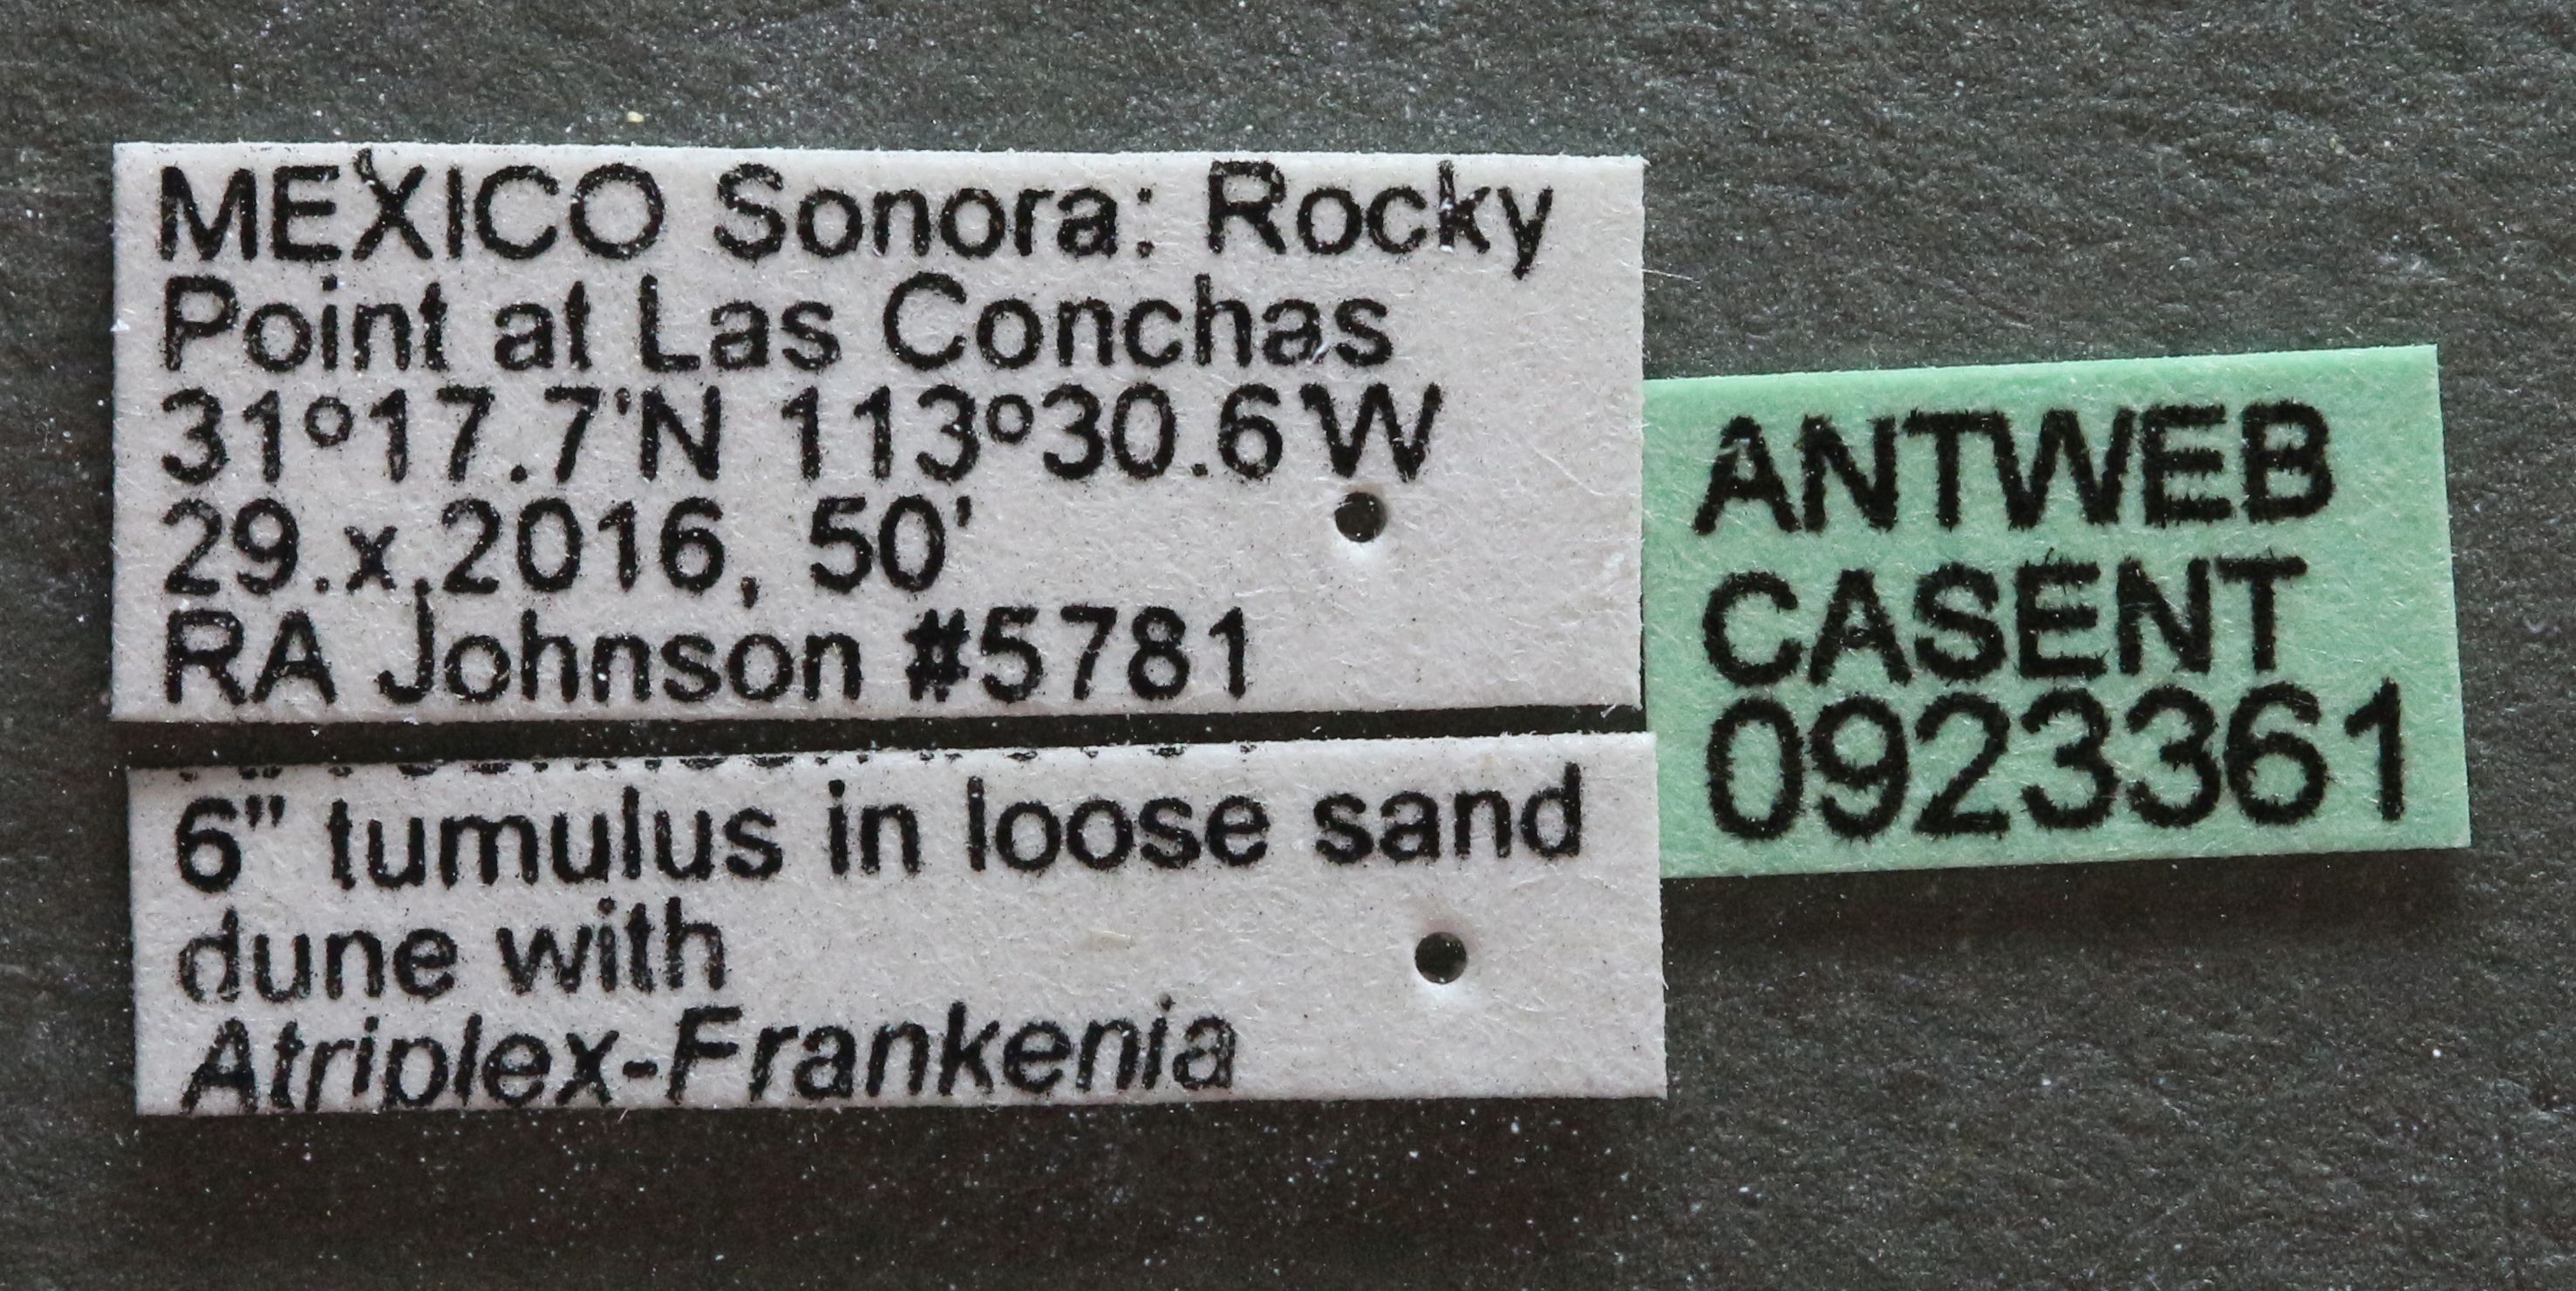 MEXICO Sonora: Rocky
Point at Las Conchas
31°17.7'N 113°30.6'W
29.x.2016, 50'
RA Johnson #5781
6" tumulus in loose sand
dune with
Atriplex-Frankenia
ANTWEB
CASENT
0923361